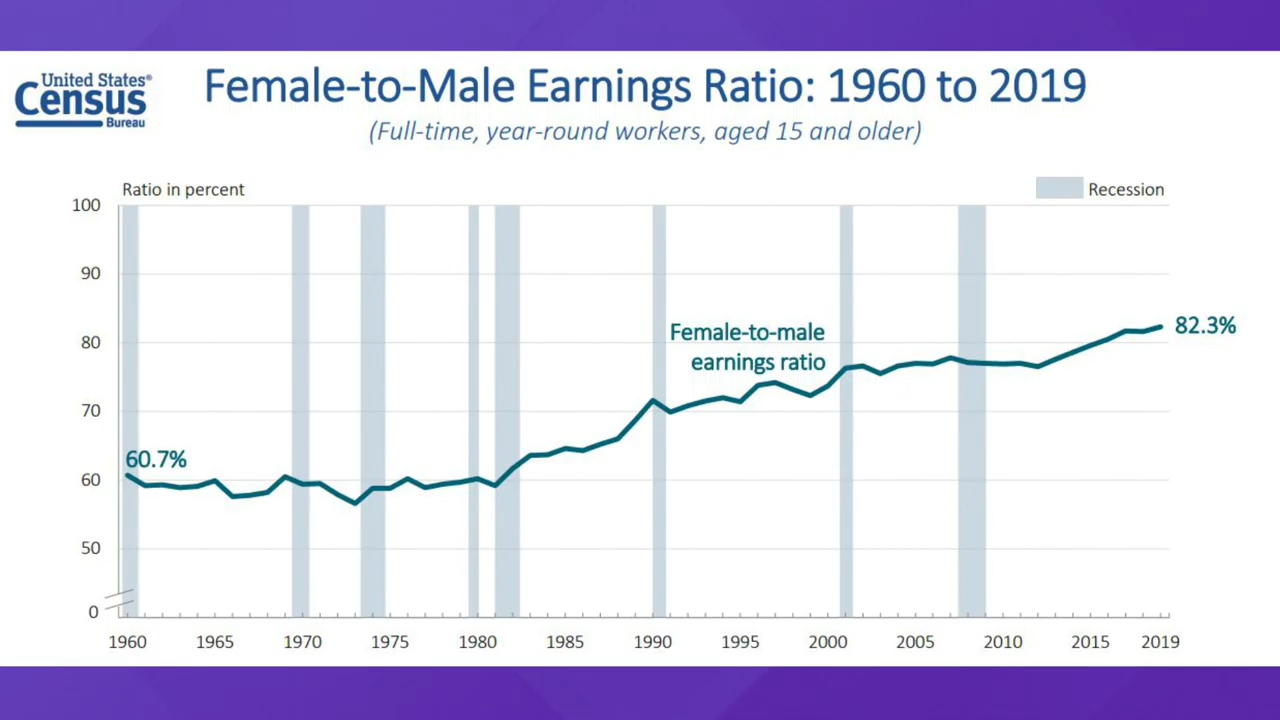 United States®
Census
Bureau
Female-to-Male Earnings Ratio: 1960 to 2019
(Full-time, year-round workers, aged 15 and older)
Ratio in percent
Recession
100
90
80
70
60
50
0
Female-to-male
earnings ratio
82.3%
60.7%
1960 1965 1970 1975 1980 1985 1990 1995 2000 2005 2010 2015 2019